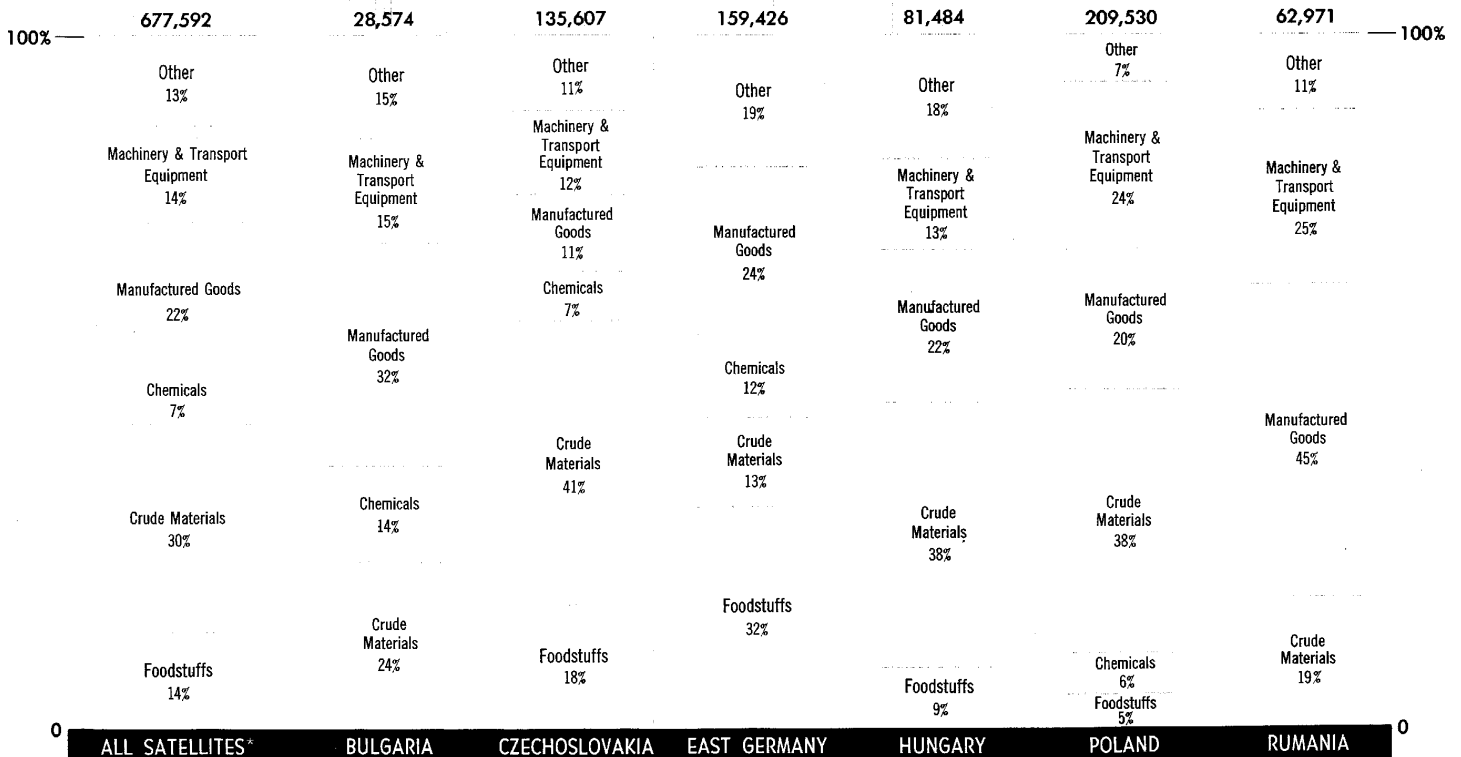 677,592 28,574 135,607 159,426 81,484 209,530 62,971
100% 100%
Other
13%
Machinery & Transport
Equipment
14%
Manufactured Goods
22%
Chemicals
7%
Crude Materials
30%
Foodstuffs
14%
Other
15%
Machinery &
Transport
Equipment
15%
Manufactured
Goods
32%
Chemicals
14%
Crude
Materials
24%
Other
11%
Machinery &
Transport
Equipment
12%
Manufactured
Goods
11%
Chemicals
7%
Crude
Materials
41%
Foodstuffs
18%
Other
19%
Manufactured
Goods
24%
Chemicals
12%
Crude
Materials
13%
Foodstuffs
32%
Other
18%
Machinery &
Transport
Equipment
13%
Manufactured
Goods
22%
Crude
Materials
38%
Foodstuffs
9%
Other
7%
Machinery &
Transport
Equipment
24%
Manufactured
Goods
20%
Crude
Materials
38%
Chemicals
6%
Foodstuffs
5%
Other
11%
Machinery &
Transport
Equipment
25%
Manufactured
Goods
45%
Crude
Materials
19%
0 0
ALL SATELLITES* BULGARIA CZECHOSLOVAKIA EAST GERMANY HUNGARY POLAND RUMANIA